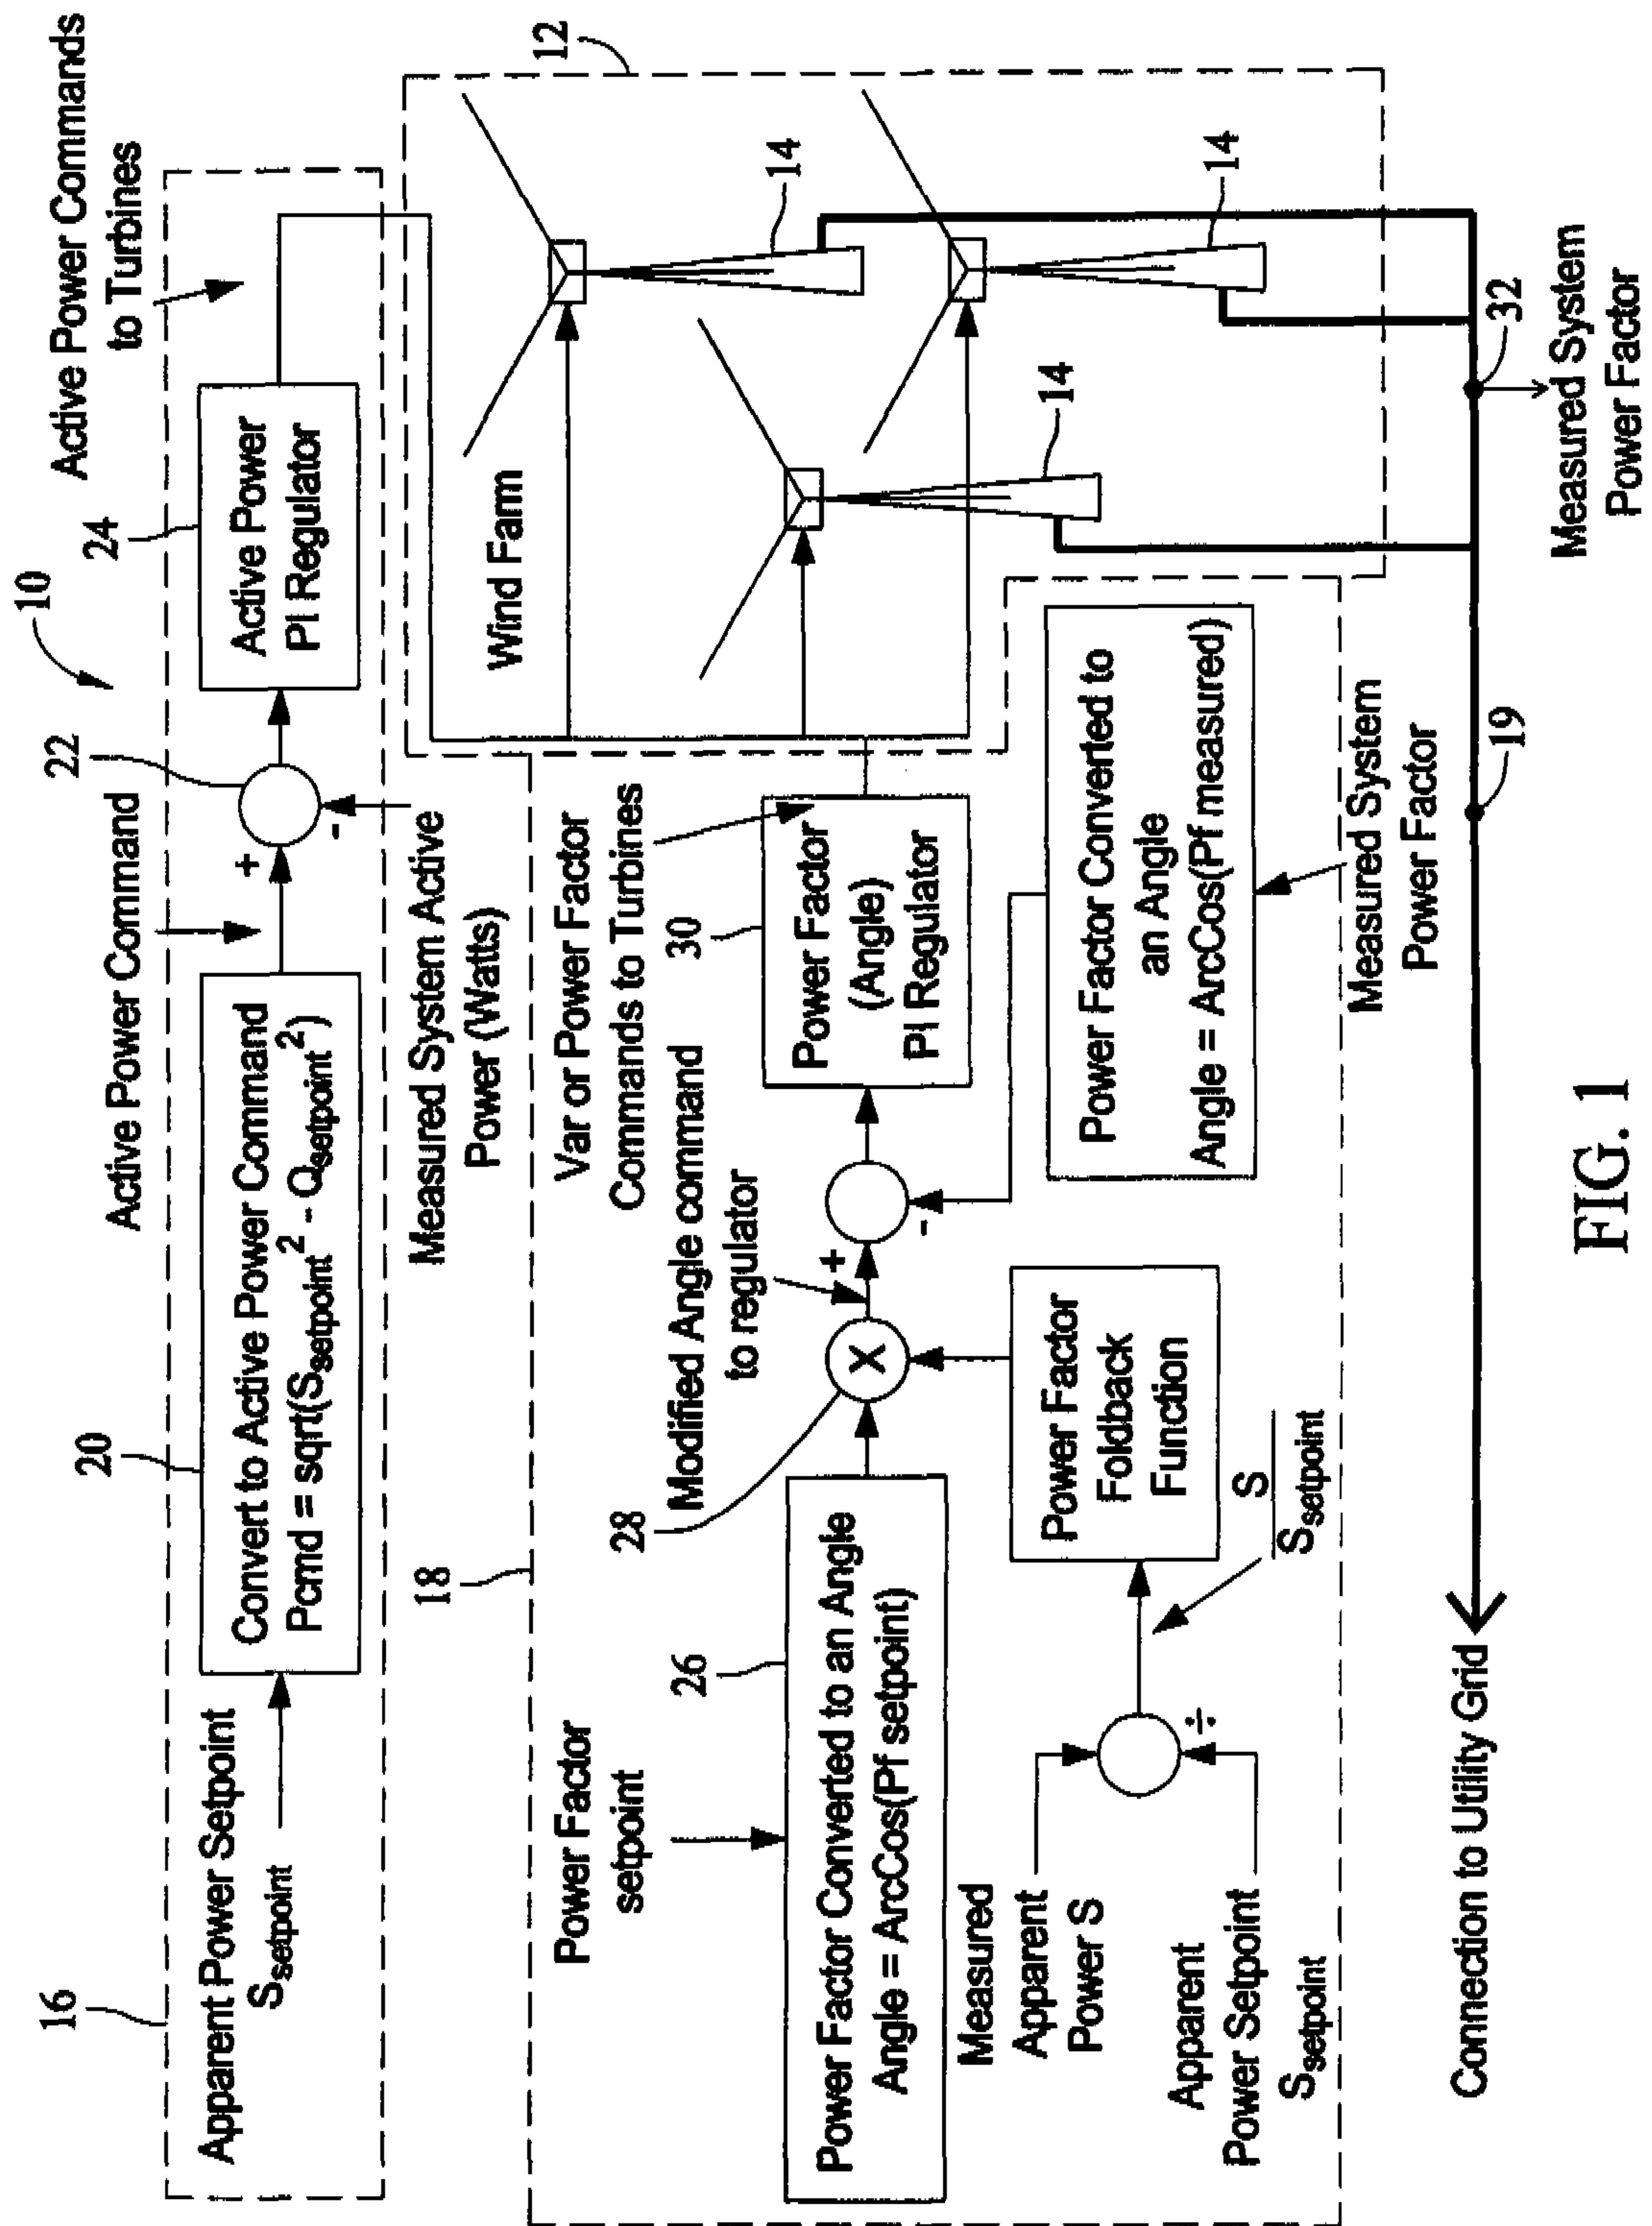 10
16
Apparent Power Setpoint
Ssetpoint
20
Convert to Active Power Command
Pcmd = sqrt(Ssetpoint² - Qsetpoint²)
Active Power Command
+
-
22
Measured System Active
Power (Watts)
24
Active Power
PI Regulator
Active Power Commands
to Turbines
12
Wind Farm
14
14
14
18
Power Factor
setpoint
26
Power Factor Converted to an Angle
Angle = ArcCos(Pf setpoint)
28
X
Modified Angle command
to regulator
+
-
Var or Power Factor
Commands to Turbines
30
Power Factor
(Angle)
PI Regulator
Measured
Apparent
Power S
Apparent
Power Setpoint
Ssetpoint
÷
S
Ssetpoint
Power Factor
Foldback
Function
Power Factor Converted to
an Angle
Angle = ArcCos(Pf measured)
Measured System
Power Factor
Connection to Utility Grid
19
32
Measured System
Power Factor
FIG. 1